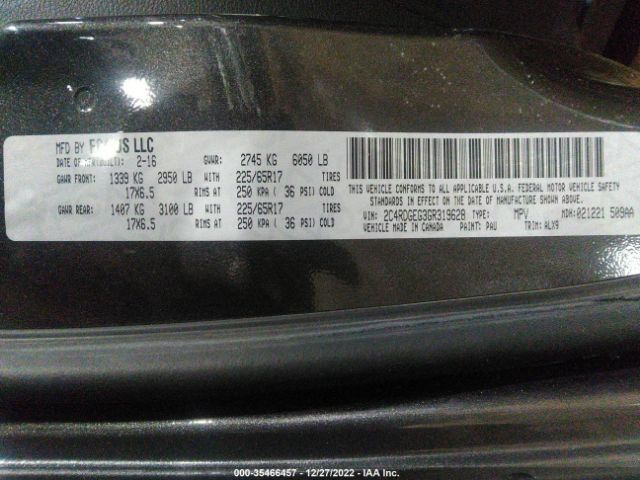 MFD BY FCA US LLC
DATE OF MFR(BUILT): 2-16 GVWR: 2745 KG 6050 LB
GAWR FRONT: 1339 KG 2950 LB WITH 225/65R17 TIRES
17X6.5 RIMS AT 250 KPA ( 36 PSI) COLD
GAWR REAR: 1407 KG 3100 LB WITH 225/65R17 TIRES
17X6.5 RIMS AT 250 KPA ( 36 PSI) COLD
THIS VEHICLE CONFORMS TO ALL APPLICABLE U.S.A. FEDERAL MOTOR VEHICLE SAFETY
STANDARDS IN EFFECT ON THE DATE OF MANUFACTURE SHOWN ABOVE.
VIN: 2C4RDGEG3GR319628 MPV MDH:021221 509AA
VEHICLE MADE IN CANADA PAINT: PAU TRIM: ALX9
000-35466457 - 12/27/2022 - IAA Inc.